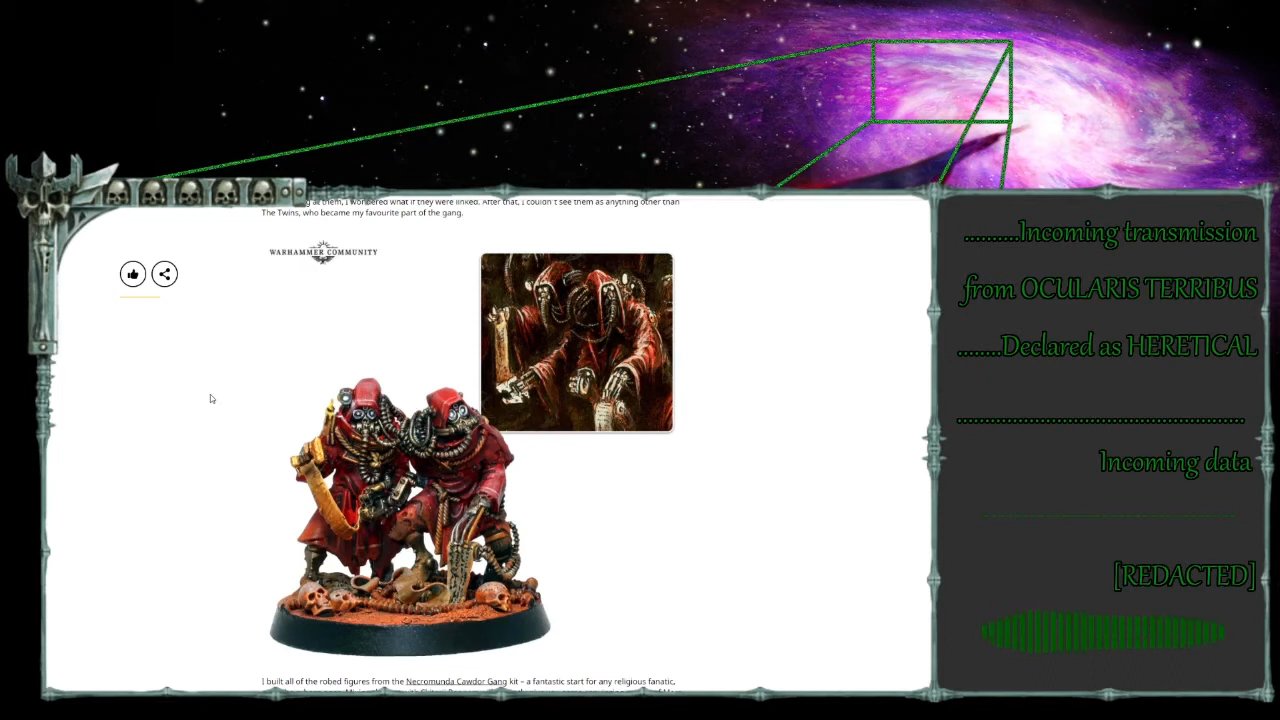 at them, I wondered what if they were linked. After that, I couldn't see them as anything other than
The Twins, who became my favourite part of the gang.
WARHAMMER COMMUNITY
I built all of the robed figures from the Necromunda Cawdor Gang kit – a fantastic start for any religious fanatic,
..........Incoming transmission
from OCULARIS TERRIBUS
........Declared as HERETICAL
Incoming data
[REDACTED]